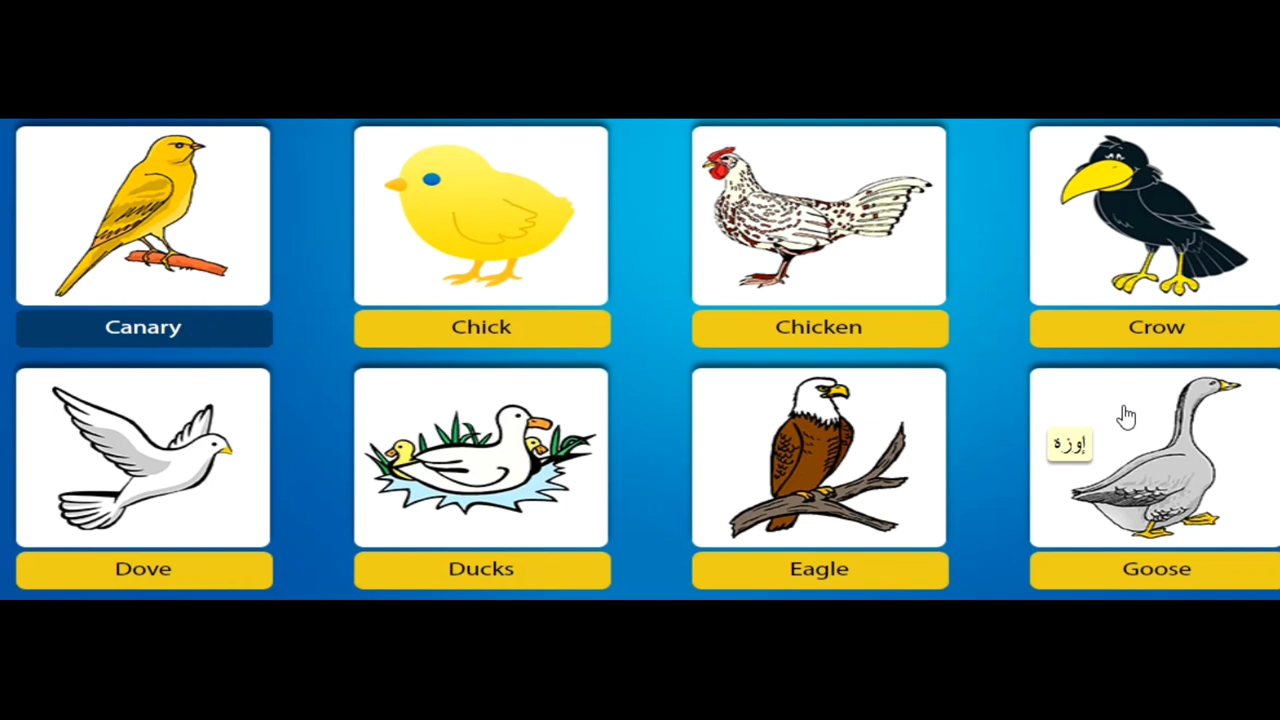 Canary
Chick
Chicken
Crow
إوزة
Dove
Ducks
Eagle
Goose